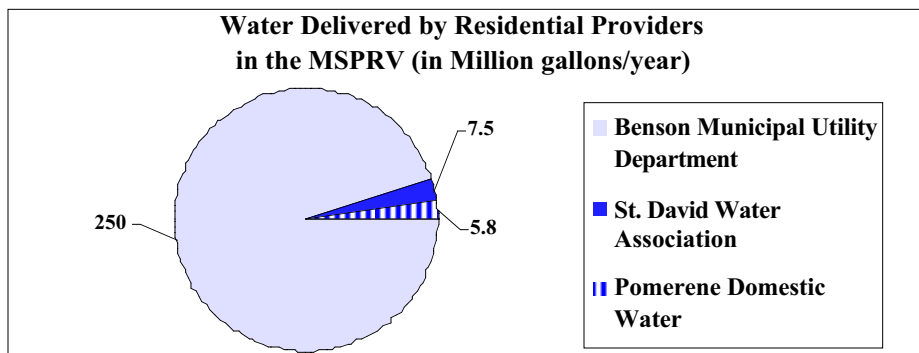 Water Delivered by Residential Providers
in the MSPRV (in Million gallons/year)
7.5
250
5.8
Benson Municipal Utility
Department
St. David Water
Association
Pomerene Domestic
Water